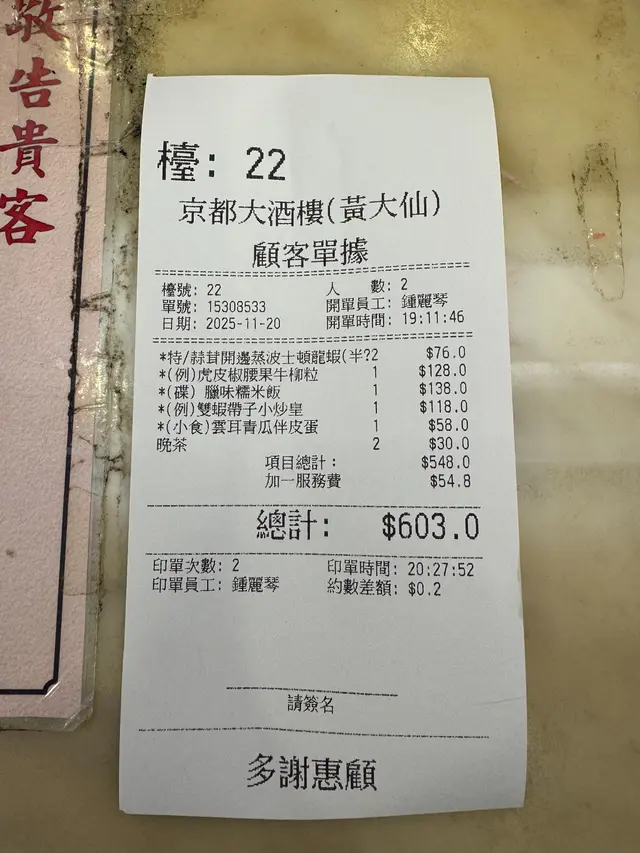 敬告貴客
檯: 22
京都大酒樓(黃大仙)
顧客單據
檯號: 22 人 數: 2
單號: 15308533 開單員工: 鍾麗琴
日期: 2025-11-20 開單時間: 19:11:46
*特/蒜茸開邊蒸波士頓龍蝦(半?2 $76.0
*(例)虎皮椒腰果牛柳粒 1 $128.0
*(碟) 臘味糯米飯 1 $138.0
*(例)雙蝦帶子小炒皇 1 $118.0
*(小食)雲耳青瓜伴皮蛋 1 $58.0
晚茶 2 $30.0
項目總計: $548.0
加一服務費 $54.8
總計: $603.0
印單次數: 2 印單時間: 20:27:52
印單員工: 鍾麗琴 約數差額: $0.2
請簽名
多謝惠顧